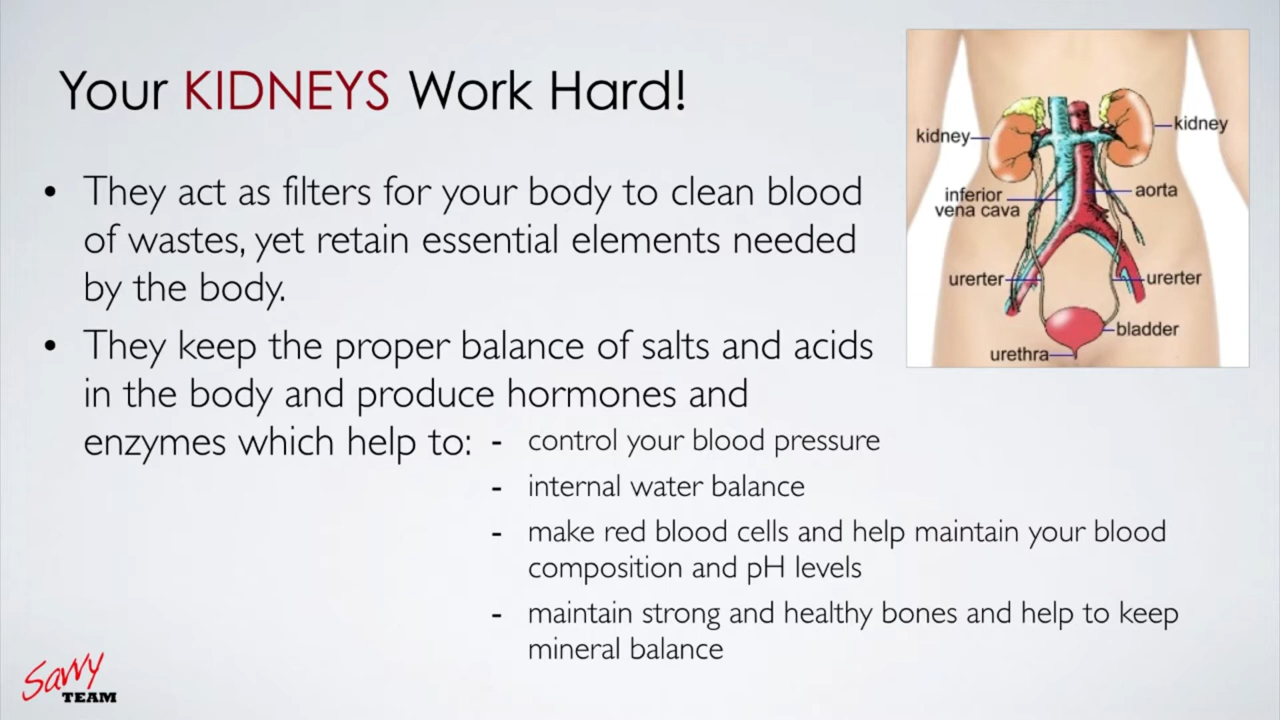 Your KIDNEYS Work Hard!
• They act as filters for your body to clean blood
of wastes, yet retain essential elements needed
by the body.
• They keep the proper balance of salts and acids
in the body and produce hormones and
enzymes which help to:
- control your blood pressure
- internal water balance
- make red blood cells and help maintain your blood
composition and pH levels
- maintain strong and healthy bones and help to keep
mineral balance
kidney
kidney
inferior
vena cava
aorta
urerter
urerter
bladder
urethra
Savvy
TEAM